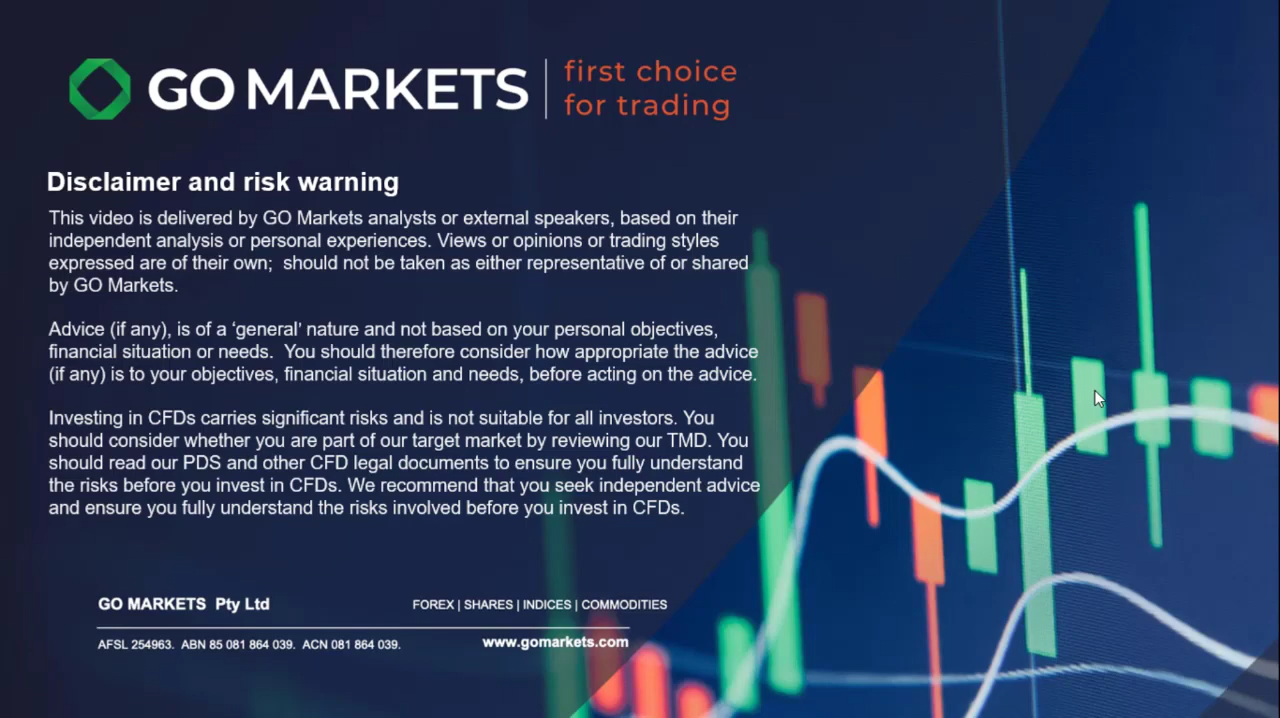 GO MARKETS
first choice
for trading
Disclaimer and risk warning
This video is delivered by GO Markets analysts or external speakers, based on their
independent analysis or personal experiences. Views or opinions or trading styles
expressed are of their own;  should not be taken as either representative of or shared
by GO Markets.
Advice (if any), is of a ‘general’ nature and not based on your personal objectives,
financial situation or needs.  You should therefore consider how appropriate the advice
(if any) is to your objectives, financial situation and needs, before acting on the advice.
Investing in CFDs carries significant risks and is not suitable for all investors. You
should consider whether you are part of our target market by reviewing our TMD. You
should read our PDS and other CFD legal documents to ensure you fully understand
the risks before you invest in CFDs. We recommend that you seek independent advice
and ensure you fully understand the risks involved before you invest in CFDs.
GO MARKETS  Pty Ltd
FOREX | SHARES | INDICES | COMMODITIES
AFSL 254963.  ABN 85 081 864 039.  ACN 081 864 039.
www.gomarkets.com